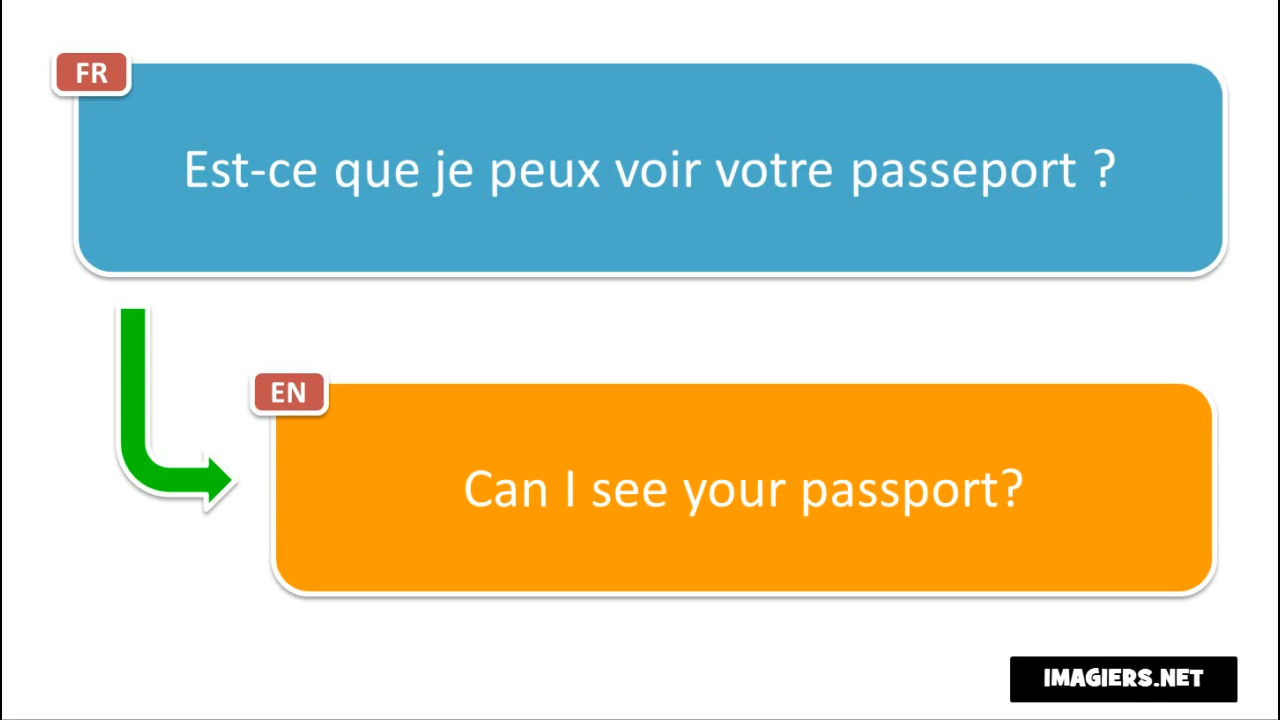 FR
Est-ce que je peux voir votre passeport ?
EN
Can I see your passport?
IMAGIERS.NET